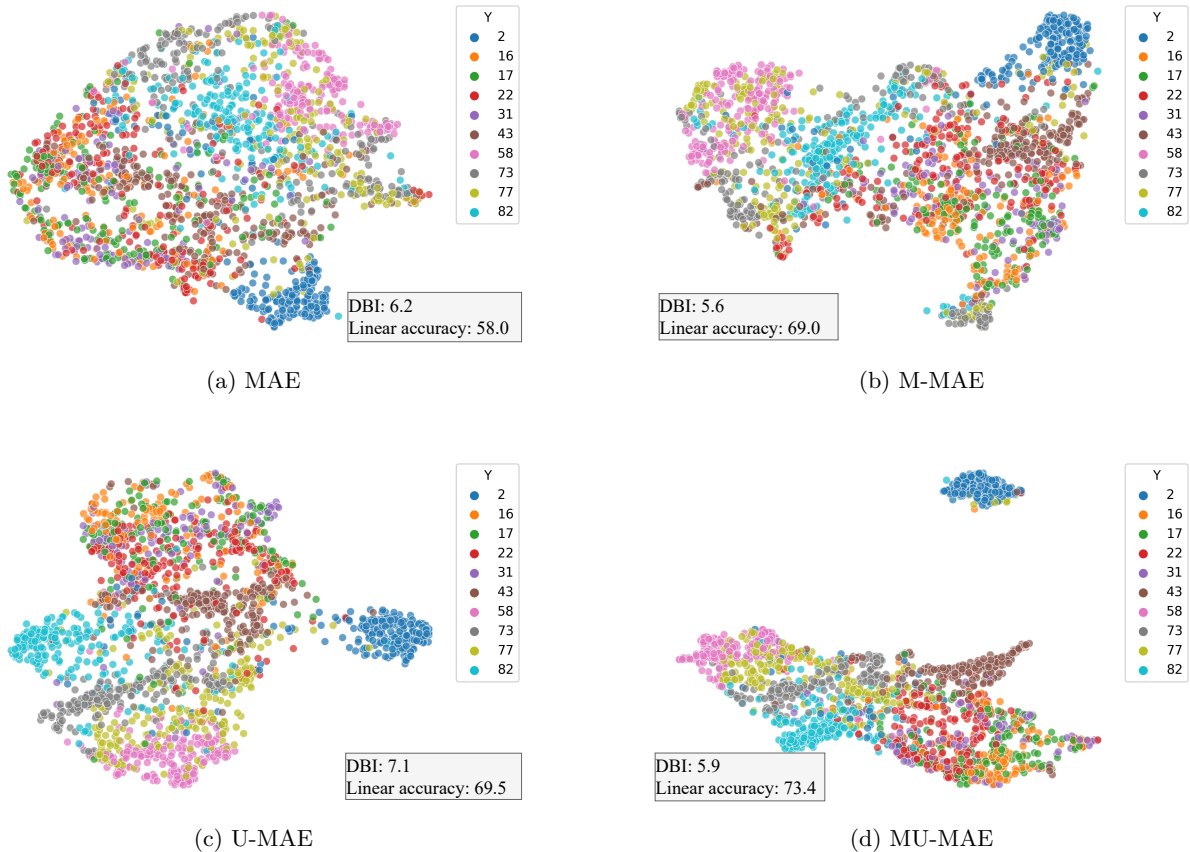 Y
2
16
17
22
31
43
58
73
77
82
DBI: 6.2
Linear accuracy: 58.0
(a) MAE
Y
2
16
17
22
31
43
58
73
77
82
DBI: 5.6
Linear accuracy: 69.0
(b) M-MAE
Y
2
16
17
22
31
43
58
73
77
82
DBI: 7.1
Linear accuracy: 69.5
(c) U-MAE
Y
2
16
17
22
31
43
58
73
77
82
DBI: 5.9
Linear accuracy: 73.4
(d) MU-MAE